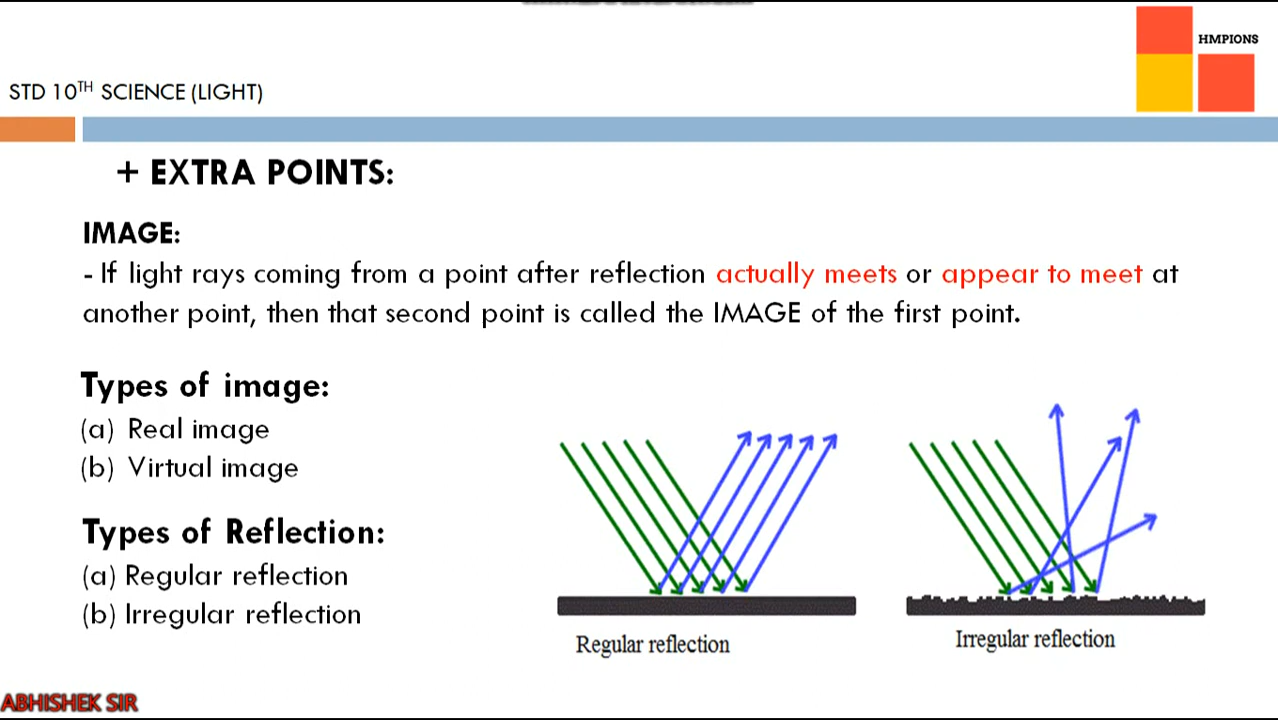 HMPIONS
STD 10TH SCIENCE (LIGHT)
+ EXTRA POINTS:
IMAGE:
- If light rays coming from a point after reflection actually meets or appear to meet at
another point, then that second point is called the IMAGE of the first point.
Types of image:
(a) Real image
(b) Virtual image
Types of Reflection:
(a) Regular reflection
(b) Irregular reflection
Regular reflection
Irregular reflection
ABHISHEK SIR